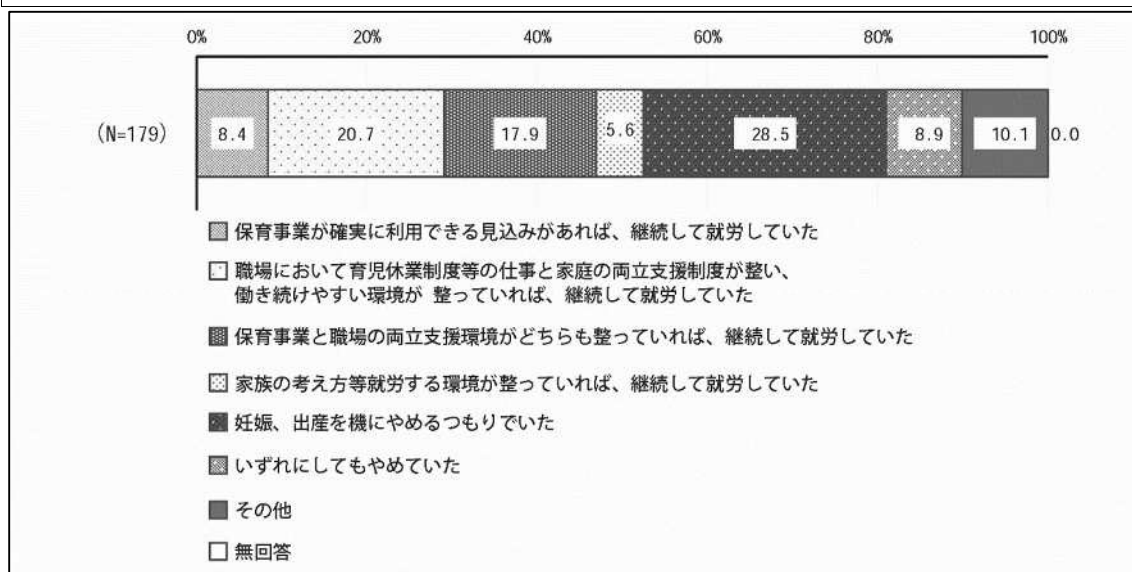 0% 20% 40% 60% 80% 100%
(N=179) 8.4 20.7 17.9 5.6 28.5 8.9 10.1 0.0
保育事業が確実に利用できる見込みがあれば、継続して就労していた
職場において育児休業制度等の仕事と家庭の両立支援制度が整い、
働き続けやすい環境が 整っていれば、継続して就労していた
保育事業と職場の両立支援環境がどちらも整っていれば、継続して就労していた
家族の考え方等就労する環境が整っていれば、継続して就労していた
妊娠、出産を機にやめるつもりでいた
いずれにしてもやめていた
その他
無回答